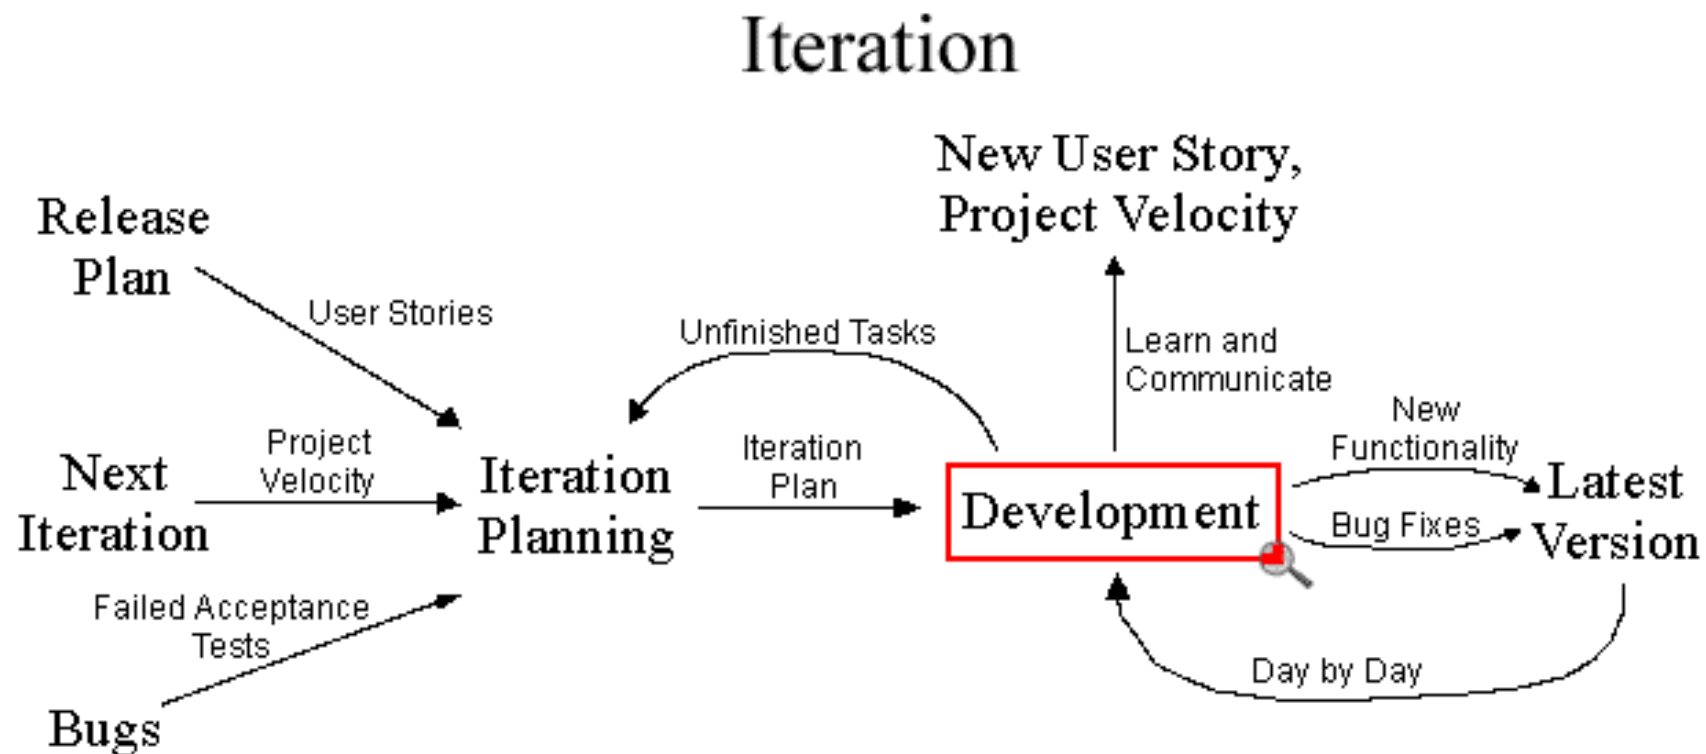 Iteration
New User Story,
Project Velocity
Release
Plan
User Stories
Unfinished Tasks
Learn and
Communicate
New
Functionality
Project
Velocity
Next
Iteration
Iteration
Planning
Iteration
Plan
Development
Latest
Version
Bug Fixes
Failed Acceptance
Tests
Day by Day
Bugs